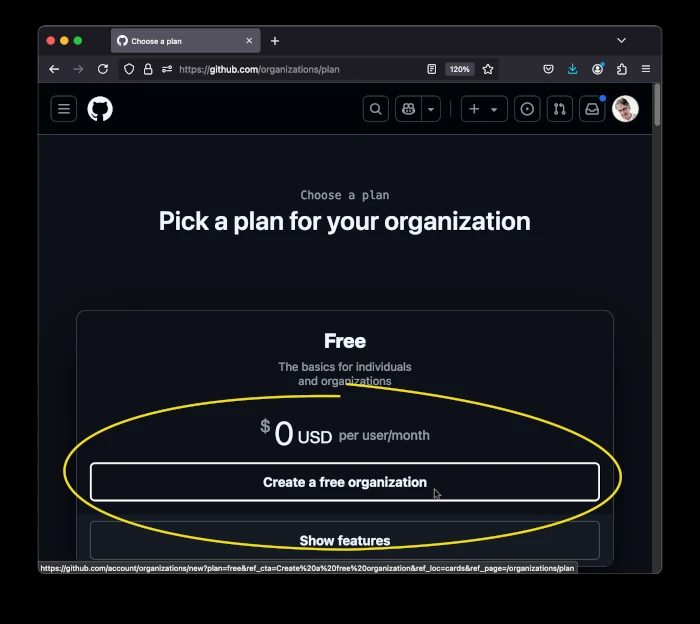 Choose a plan
https://github.com/organizations/plan
120%
Choose a plan
Pick a plan for your organization
Free
The basics for individuals
and organizations
$0 USD per user/month
Create a free organization
Show features
https://github.com/account/organizations/new?plan=free&ref_cta=Create%20a%20free%20organization&ref_loc=cards&ref_page=/organizations/plan